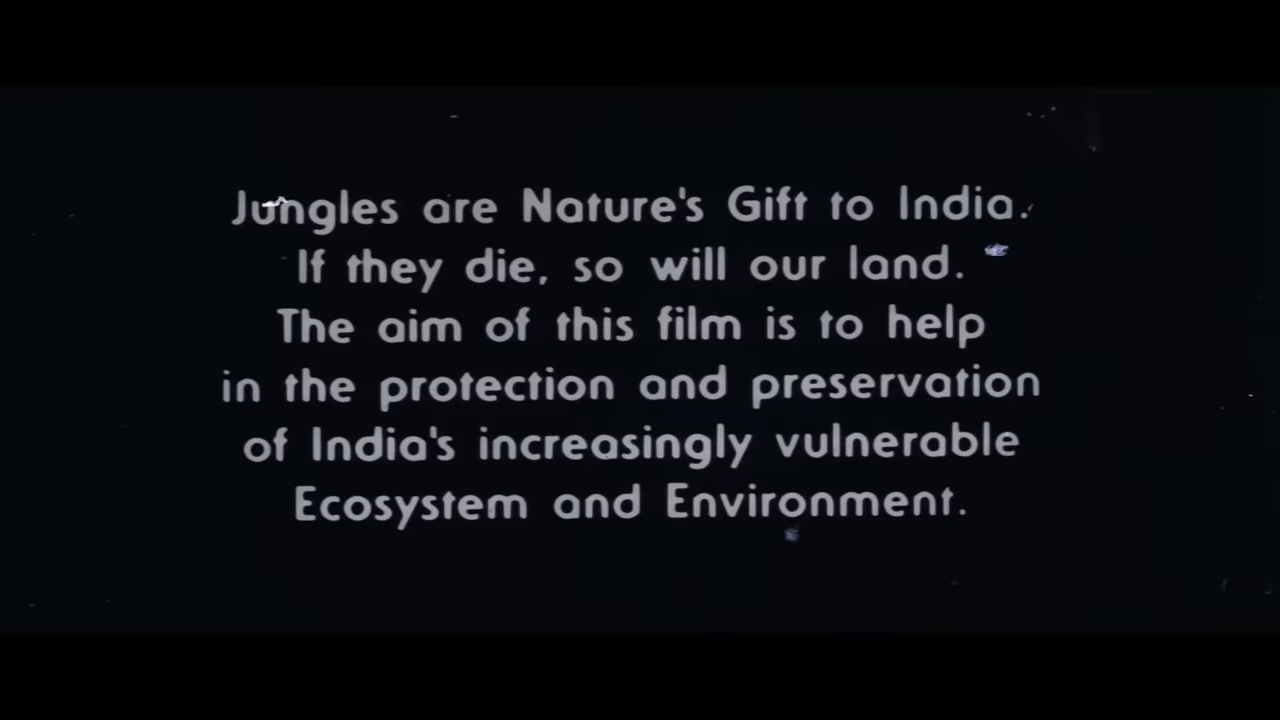 Jungles are Nature's Gift to India.
If they die, so will our land.
The aim of this film is to help
in the protection and preservation
of India's increasingly vulnerable
Ecosystem and Environment.